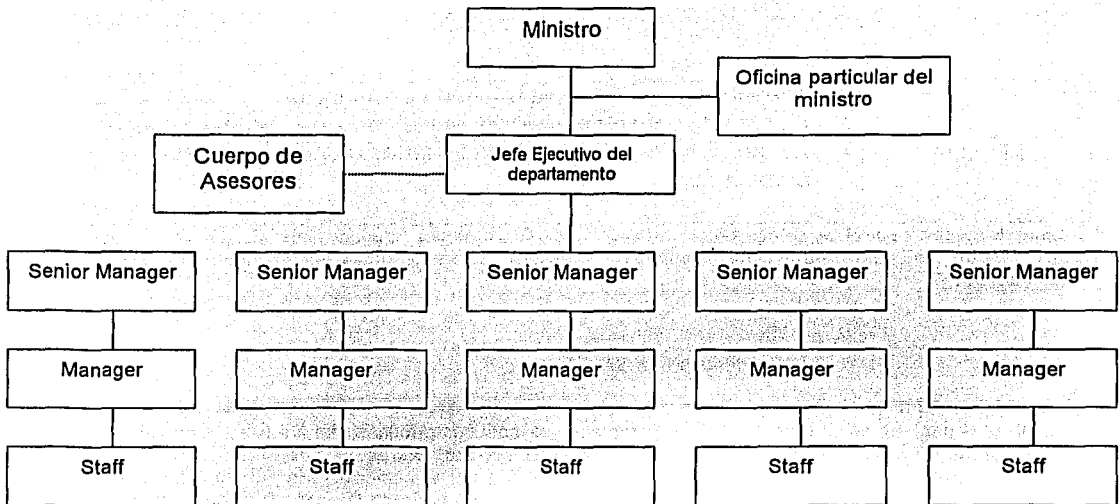 Ministro
Oficina particular del
ministro
Cuerpo de
Asesores
Jefe Ejecutivo del
departamento
Senior Manager
Senior Manager
Senior Manager
Senior Manager
Senior Manager
Manager
Manager
Manager
Manager
Manager
Staff
Staff
Staff
Staff
Staff